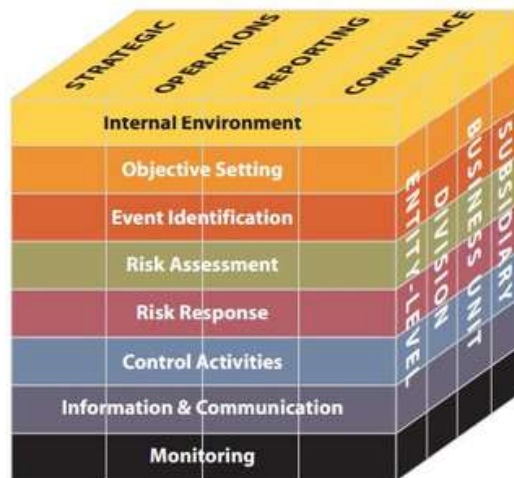 STRATEGIC
OPERATIONS
REPORTING
COMPLIANCE
Internal Environment
Objective Setting
Event Identification
Risk Assessment
Risk Response
Control Activities
Information & Communication
Monitoring
ENTITY-LEVEL
DIVISION
BUSINESS UNIT
SUBSIDIARY